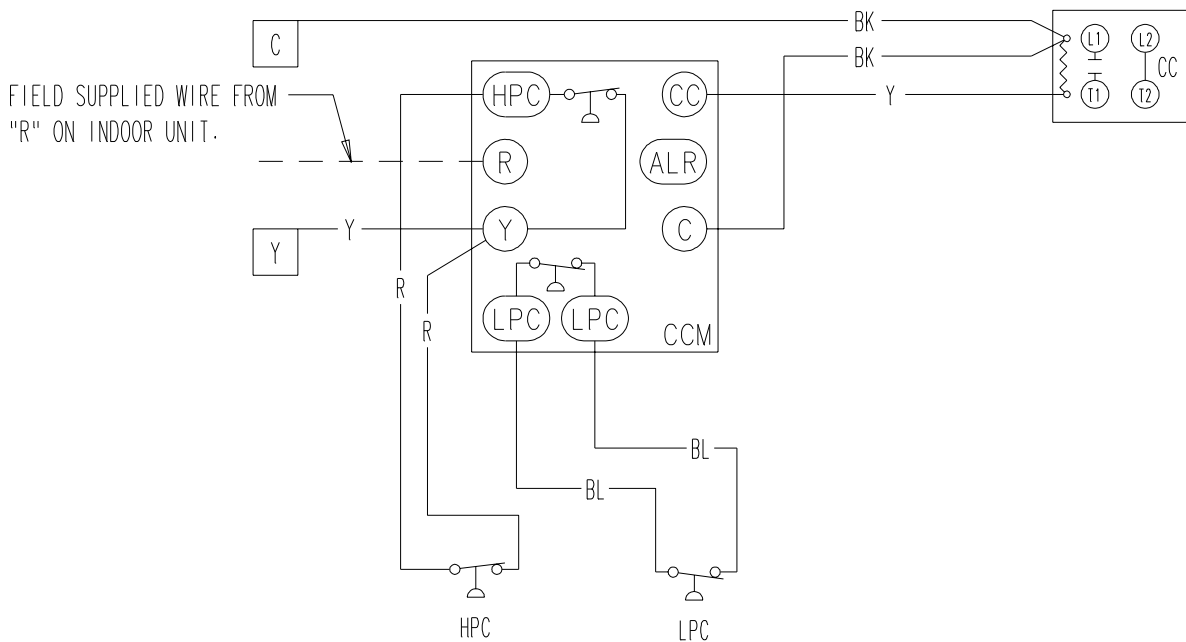 C
BK
BK
L1
L2
CC
T1
T2
FIELD SUPPLIED WIRE FROM
"R" ON INDOOR UNIT.
HPC
CC
Y
R
ALR
Y
Y
Y
C
R
R
LPC
LPC
CCM
BL
BL
HPC
LPC